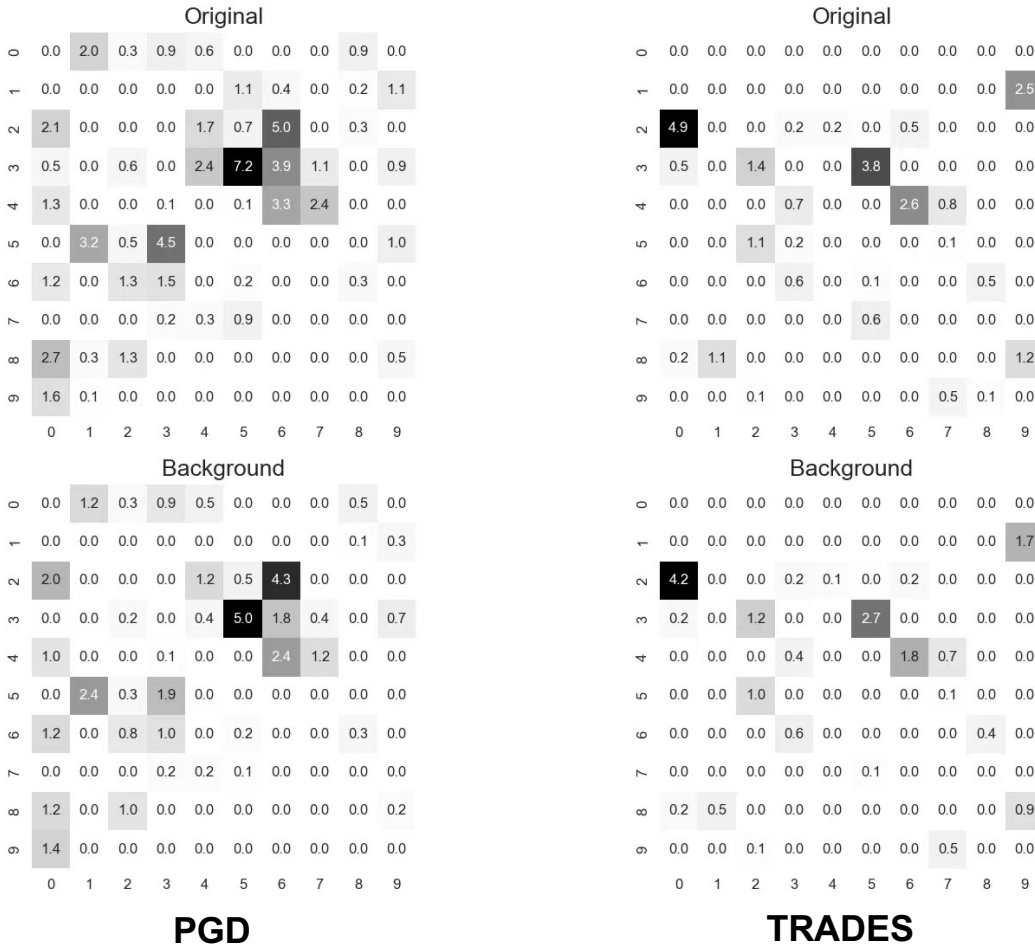 Original
0 0.0 2.0 0.3 0.9 0.6 0.0 0.0 0.0 0.9 0.0
1 0.0 0.0 0.0 0.0 0.0 1.1 0.4 0.0 0.2 1.1
2 2.1 0.0 0.0 0.0 1.7 0.7 5.0 0.0 0.3 0.0
3 0.5 0.0 0.6 0.0 2.4 7.2 3.9 1.1 0.0 0.9
4 1.3 0.0 0.0 0.1 0.0 0.1 3.3 2.4 0.0 0.0
5 0.0 3.2 0.5 4.5 0.0 0.0 0.0 0.0 0.0 1.0
6 1.2 0.0 1.3 1.5 0.0 0.2 0.0 0.0 0.3 0.0
7 0.0 0.0 0.0 0.2 0.3 0.9 0.0 0.0 0.0 0.0
8 2.7 0.3 1.3 0.0 0.0 0.0 0.0 0.0 0.0 0.5
9 1.6 0.1 0.0 0.0 0.0 0.0 0.0 0.0 0.0 0.0
0 1 2 3 4 5 6 7 8 9
Background
0 0.0 1.2 0.3 0.9 0.5 0.0 0.0 0.0 0.5 0.0
1 0.0 0.0 0.0 0.0 0.0 0.0 0.0 0.0 0.1 0.3
2 2.0 0.0 0.0 0.0 1.2 0.5 4.3 0.0 0.0 0.0
3 0.0 0.0 0.2 0.0 0.4 5.0 1.8 0.4 0.0 0.7
4 1.0 0.0 0.0 0.1 0.0 0.0 2.4 1.2 0.0 0.0
5 0.0 2.4 0.3 1.9 0.0 0.0 0.0 0.0 0.0 0.0
6 1.2 0.0 0.8 1.0 0.0 0.2 0.0 0.0 0.3 0.0
7 0.0 0.0 0.0 0.2 0.2 0.1 0.0 0.0 0.0 0.0
8 1.2 0.0 1.0 0.0 0.0 0.0 0.0 0.0 0.0 0.2
9 1.4 0.0 0.0 0.0 0.0 0.0 0.0 0.0 0.0 0.0
0 1 2 3 4 5 6 7 8 9
PGD
Original
0 0.0 0.0 0.0 0.0 0.0 0.0 0.0 0.0 0.0 0.0
1 0.0 0.0 0.0 0.0 0.0 0.0 0.0 0.0 0.0 2.5
2 4.9 0.0 0.0 0.2 0.2 0.0 0.5 0.0 0.0 0.0
3 0.5 0.0 1.4 0.0 0.0 3.8 0.0 0.0 0.0 0.0
4 0.0 0.0 0.0 0.7 0.0 0.0 2.6 0.8 0.0 0.0
5 0.0 0.0 1.1 0.2 0.0 0.0 0.0 0.1 0.0 0.0
6 0.0 0.0 0.0 0.6 0.0 0.1 0.0 0.0 0.5 0.0
7 0.0 0.0 0.0 0.0 0.0 0.6 0.0 0.0 0.0 0.0
8 0.2 1.1 0.0 0.0 0.0 0.0 0.0 0.0 0.0 1.2
9 0.0 0.0 0.1 0.0 0.0 0.0 0.0 0.5 0.1 0.0
0 1 2 3 4 5 6 7 8 9
Background
0 0.0 0.0 0.0 0.0 0.0 0.0 0.0 0.0 0.0 0.0
1 0.0 0.0 0.0 0.0 0.0 0.0 0.0 0.0 0.0 1.7
2 4.2 0.0 0.0 0.2 0.1 0.0 0.2 0.0 0.0 0.0
3 0.2 0.0 1.2 0.0 0.0 2.7 0.0 0.0 0.0 0.0
4 0.0 0.0 0.0 0.4 0.0 0.0 1.8 0.7 0.0 0.0
5 0.0 0.0 1.0 0.0 0.0 0.0 0.0 0.1 0.0 0.0
6 0.0 0.0 0.0 0.6 0.0 0.0 0.0 0.0 0.4 0.0
7 0.0 0.0 0.0 0.0 0.0 0.1 0.0 0.0 0.0 0.0
8 0.2 0.5 0.0 0.0 0.0 0.0 0.0 0.0 0.0 0.9
9 0.0 0.0 0.1 0.0 0.0 0.0 0.0 0.5 0.0 0.0
0 1 2 3 4 5 6 7 8 9
TRADES